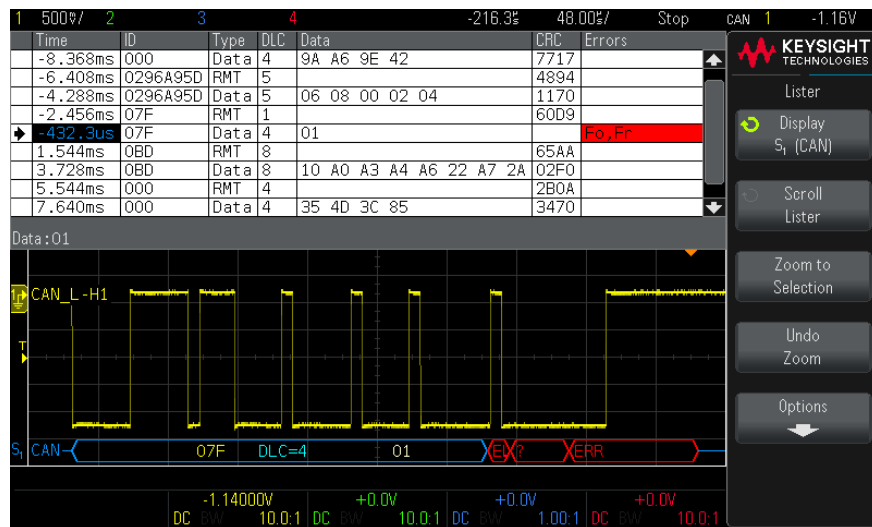 1 500V/ 2 3 4 -216.3s 48.00s/ Stop CAN 1 -1.16V
Time ID Type DLC Data CRC Errors
-8.368ms 000 Data 4 9A A6 9E 42 7717
-6.408ms 0296A95D RMT 5 4894
-4.288ms 0296A95D Data 5 06 08 00 02 04 1170
-2.456ms 07F RMT 1 60D9
-432.3us 07F Data 4 01 Fo,Fr
1.544ms 0BD RMT 8 65AA
3.728ms 0BD Data 8 10 A0 A3 A4 A6 22 A7 2A 02F0
5.544ms 000 RMT 4 2B0A
7.640ms 000 Data 4 35 4D 3C 85 3470
Data:01
CAN_L-H1
T
S1 CAN 07F DLC=4 01 ? ERR
-1.14000V +0.0V +0.0V +0.0V
DC BW 10.0:1 DC BW 10.0:1 DC BW 1.00:1 DC BW 10.0:1
KEYSIGHT
TECHNOLOGIES
Lister
Display
S1 (CAN)
Scroll
Lister
Zoom to
Selection
Undo
Zoom
Options